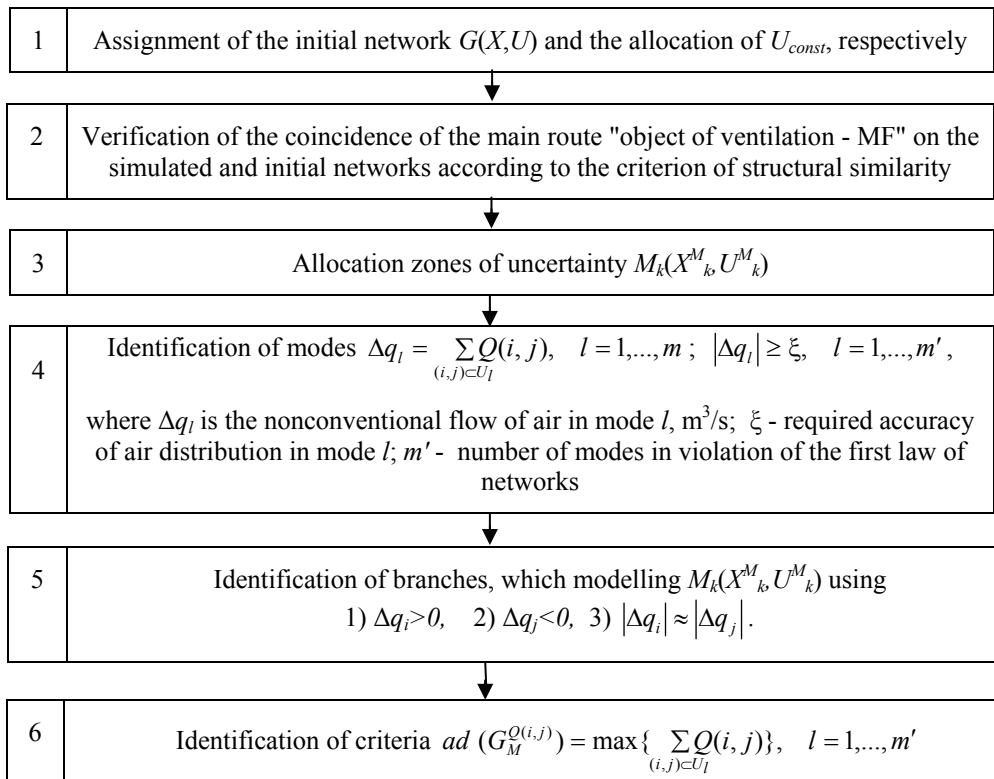 1
Assignment of the initial network G(X,U) and the allocation of U_const, respectively
2
Verification of the coincidence of the main route "object of ventilation - MF" on the
simulated and initial networks according to the criterion of structural similarity
3
Allocation zones of uncertainty M_k(X^M_k,U^M_k)
4
Identification of modes Δq_l = ∑_{(i,j)⊂U_l} Q(i, j), l = 1,...,m ; |Δq_l| ≥ ξ, l = 1,...,m′ ,
where Δq_l is the nonconventional flow of air in mode l, m³/s; ξ - required accuracy
of air distribution in mode l; m′ - number of modes in violation of the first law of
networks
5
Identification of branches, which modelling M_k(X^M_k,U^M_k) using
1) Δq_i>0, 2) Δq_j<0, 3) |Δq_i| ≈ |Δq_j| .
6
Identification of criteria ad (G_M^{Q(i,j)}) = max{ ∑_{(i,j)⊂U_l} Q(i, j)}, l = 1,...,m′